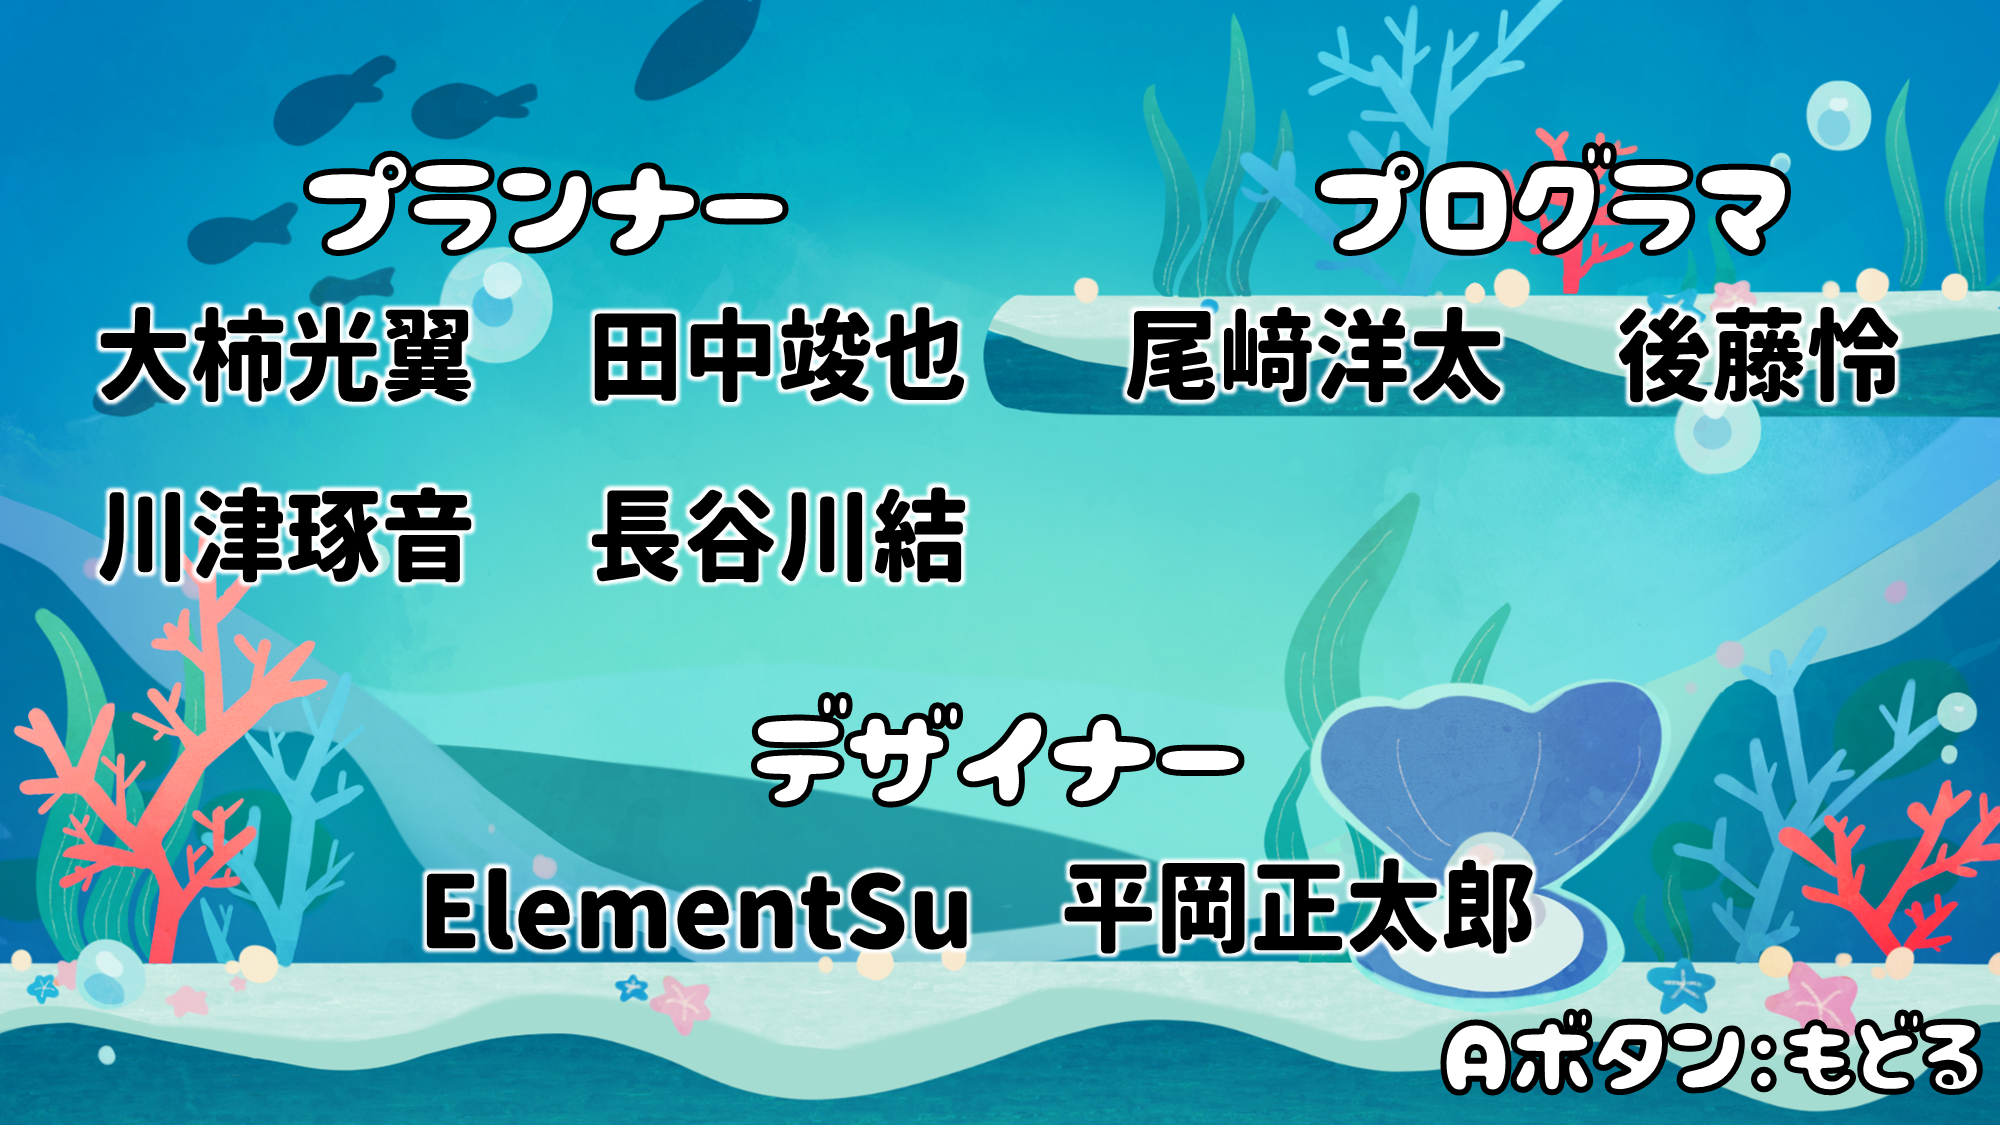 プランナー
大柿光翼　田中竣也
川津琢音　長谷川結
プログラマ
尾﨑洋太　後藤怜
デザイナー
ElementSu　平岡正太郎
Aボタン:もどる